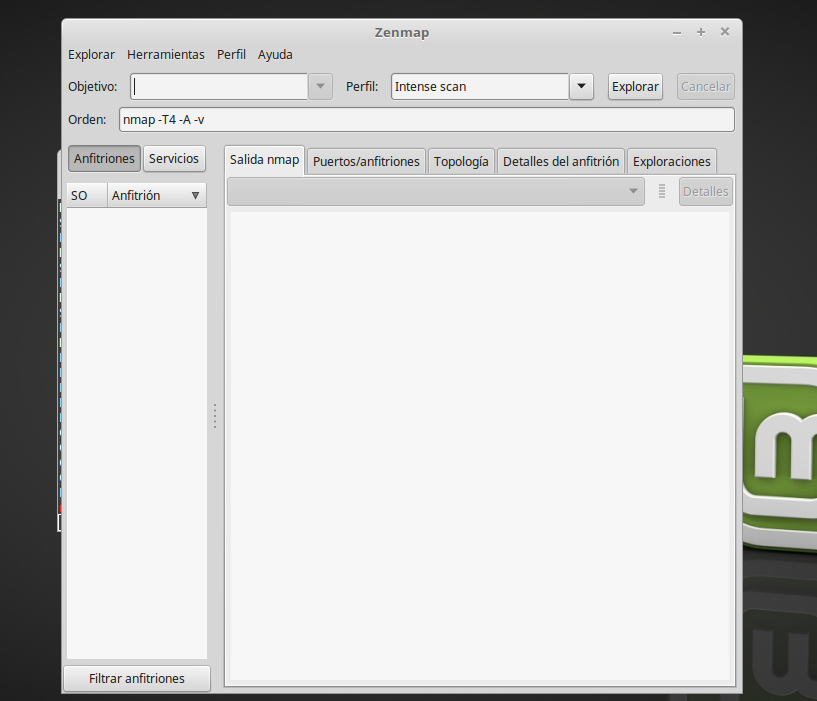 Zenmap
Explorar Herramientas Perfil Ayuda
Objetivo: Perfil: Intense scan Explorar Cancelar
Orden: nmap -T4 -A -v
Anfitriones Servicios
Salida nmap Puertos/anfitriones Topología Detalles del anfitrión Exploraciones
SO Anfitrión
Detalles
Filtrar anfitriones